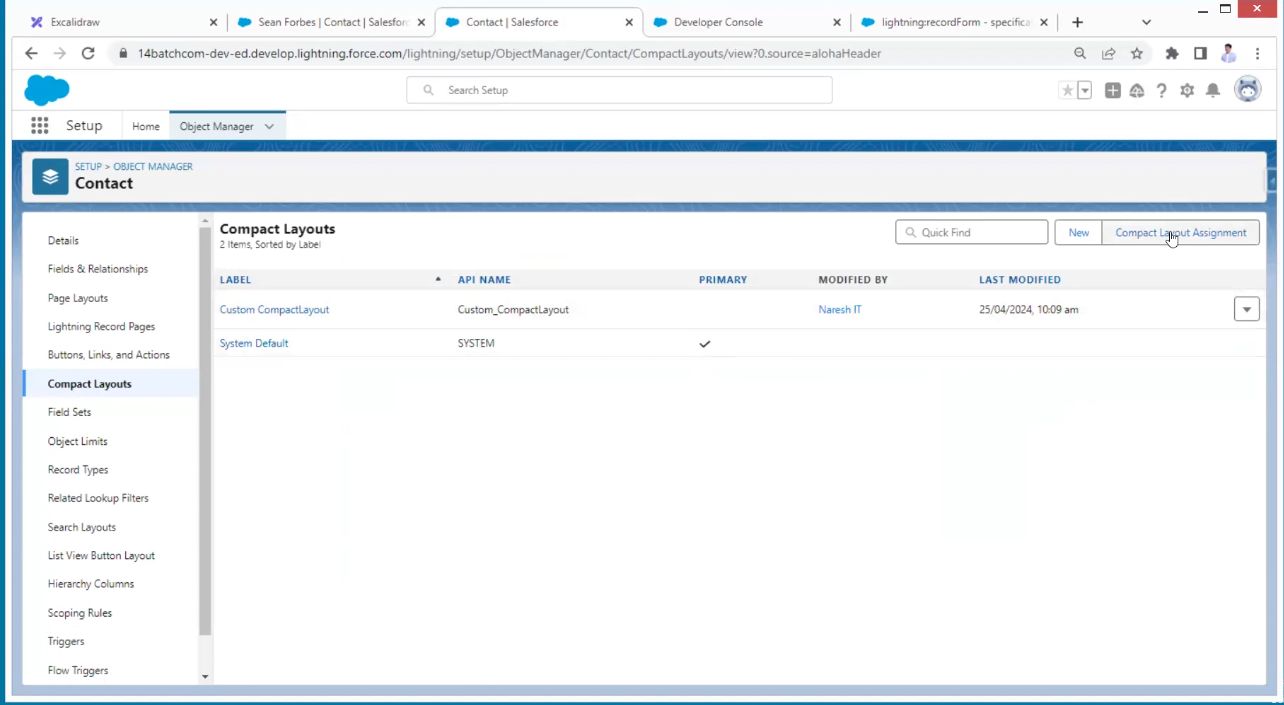 Excalidraw
Sean Forbes | Contact | Salesforc
Contact | Salesforce
Developer Console
lightning:recordForm - specifica
14batchcom-dev-ed.develop.lightning.force.com/lightning/setup/ObjectManager/Contact/CompactLayouts/view?0.source=alohaHeader
Search Setup
Setup
Home
Object Manager
SETUP > OBJECT MANAGER
Contact
Details
Fields & Relationships
Page Layouts
Lightning Record Pages
Buttons, Links, and Actions
Compact Layouts
Field Sets
Object Limits
Record Types
Related Lookup Filters
Search Layouts
List View Button Layout
Hierarchy Columns
Scoping Rules
Triggers
Flow Triggers
Compact Layouts
2 Items, Sorted by Label
Quick Find
New
Compact Layout Assignment
LABEL API NAME PRIMARY MODIFIED BY LAST MODIFIED
Custom CompactLayout Custom_CompactLayout Naresh IT 25/04/2024, 10:09 am
System Default SYSTEM